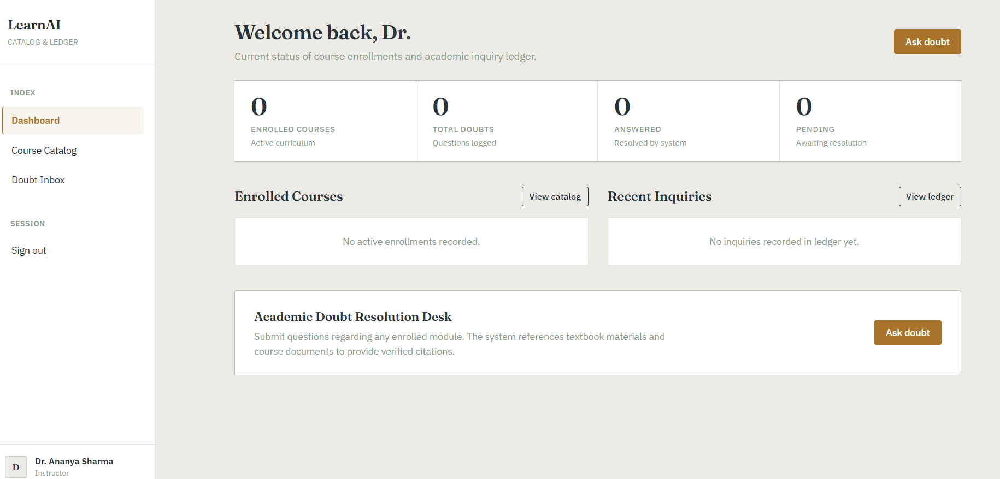 LearnAI
CATALOG & LEDGER
INDEX
Dashboard
Course Catalog
Doubt Inbox
SESSION
Sign out
Dr. Ananya Sharma
D
Instructor
Welcome back, Dr.
Current status of course enrollments and academic inquiry ledger.
Ask doubt
0
ENROLLED COURSES
Active curriculum
0
TOTAL DOUBTS
Questions logged
0
ANSWERED
Resolved by system
0
PENDING
Awaiting resolution
Enrolled Courses
View catalog
No active enrollments recorded.
Recent Inquiries
View ledger
No inquiries recorded in ledger yet.
Academic Doubt Resolution Desk
Submit questions regarding any enrolled module. The system references textbook materials and
course documents to provide verified citations.
Ask doubt